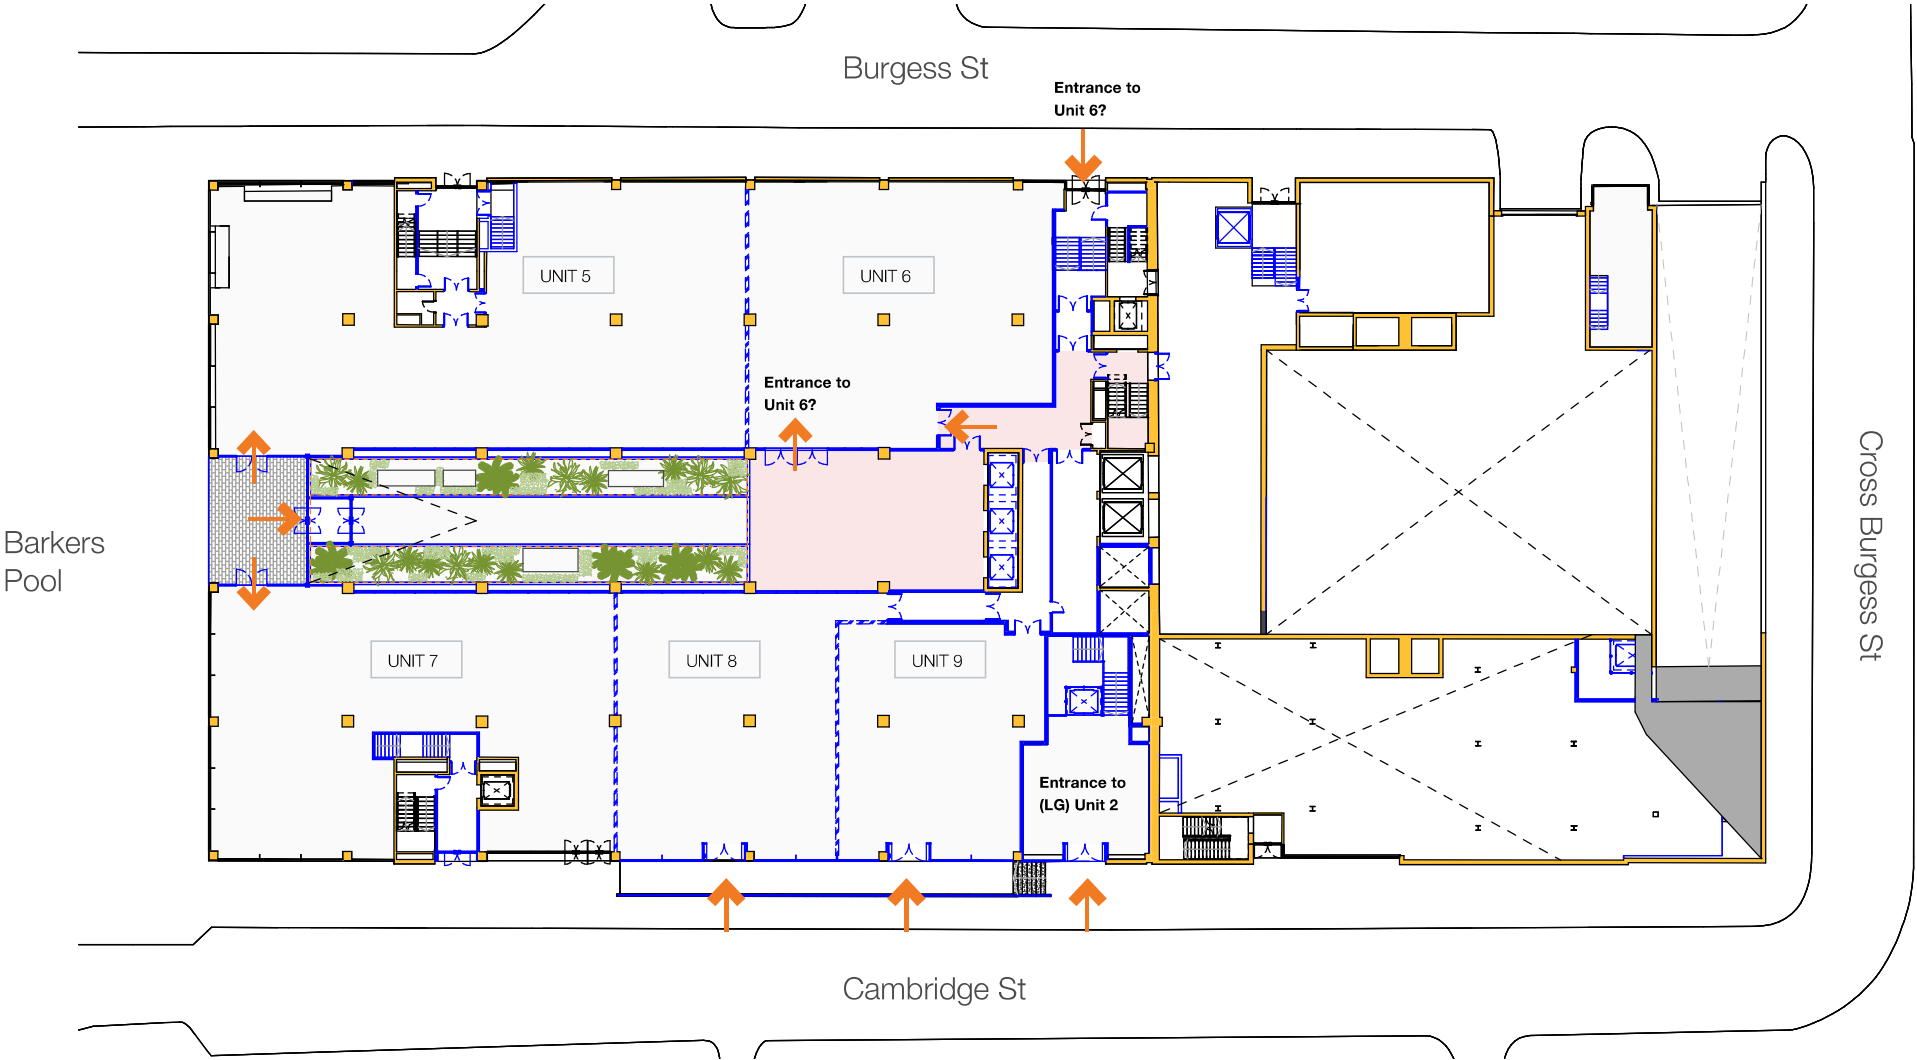 Burgess St
Entrance to
Unit 6?
UNIT 5
UNIT 6
Entrance to
Unit 6?
Barkers
Pool
Cross Burgess St
UNIT 7
UNIT 8
UNIT 9
Entrance to
(LG) Unit 2
Cambridge St